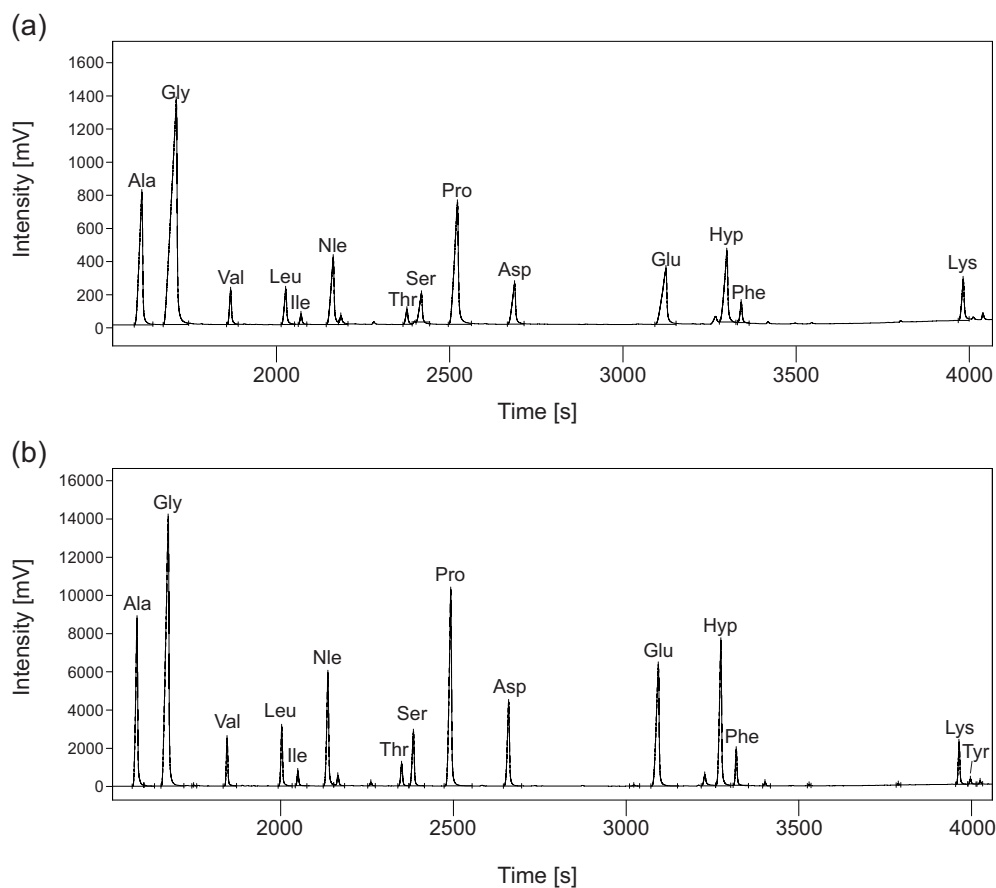 (a)
Intensity [mV]
1600
1400
1200
1000
800
600
400
200
0
Ala
Gly
Val
Leu
Ile
Nle
Thr
Ser
Pro
Asp
Glu
Hyp
Phe
Lys
2000 2500 3000 3500 4000
Time [s]
(b)
Intensity [mV]
16000
14000
12000
10000
8000
6000
4000
2000
0
Ala
Gly
Val
Leu
Ile
Nle
Thr
Ser
Pro
Asp
Glu
Hyp
Phe
Lys
Tyr
2000 2500 3000 3500 4000
Time [s]